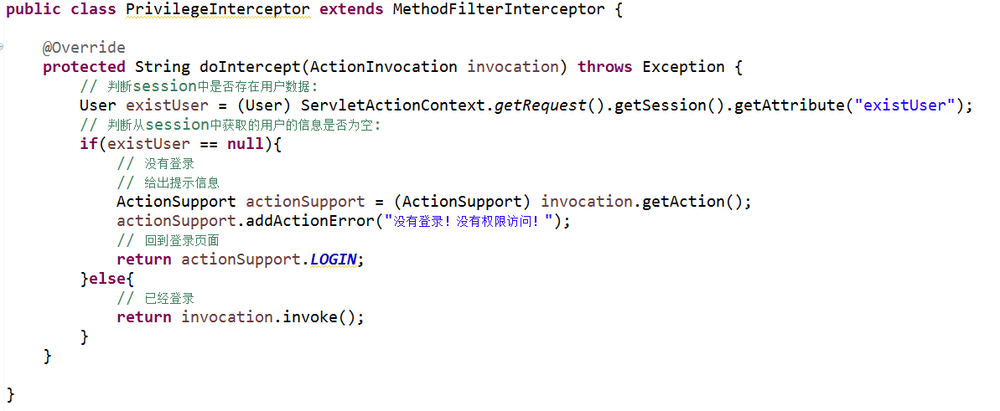 public class PrivilegeInterceptor extends MethodFilterInterceptor {
@Override
protected String doIntercept(ActionInvocation invocation) throws Exception {
// 判断session中是否存在用户数据:
User existUser = (User) ServletActionContext.getRequest().getSession().getAttribute("existUser");
// 判断从session中获取的用户的信息是否为空:
if(existUser == null){
// 没有登录
// 给出提示信息
ActionSupport actionSupport = (ActionSupport) invocation.getAction();
actionSupport.addActionError("没有登录！没有权限访问！");
// 回到登录页面
return actionSupport.LOGIN;
}else{
// 已经登录
return invocation.invoke();
}
}
}